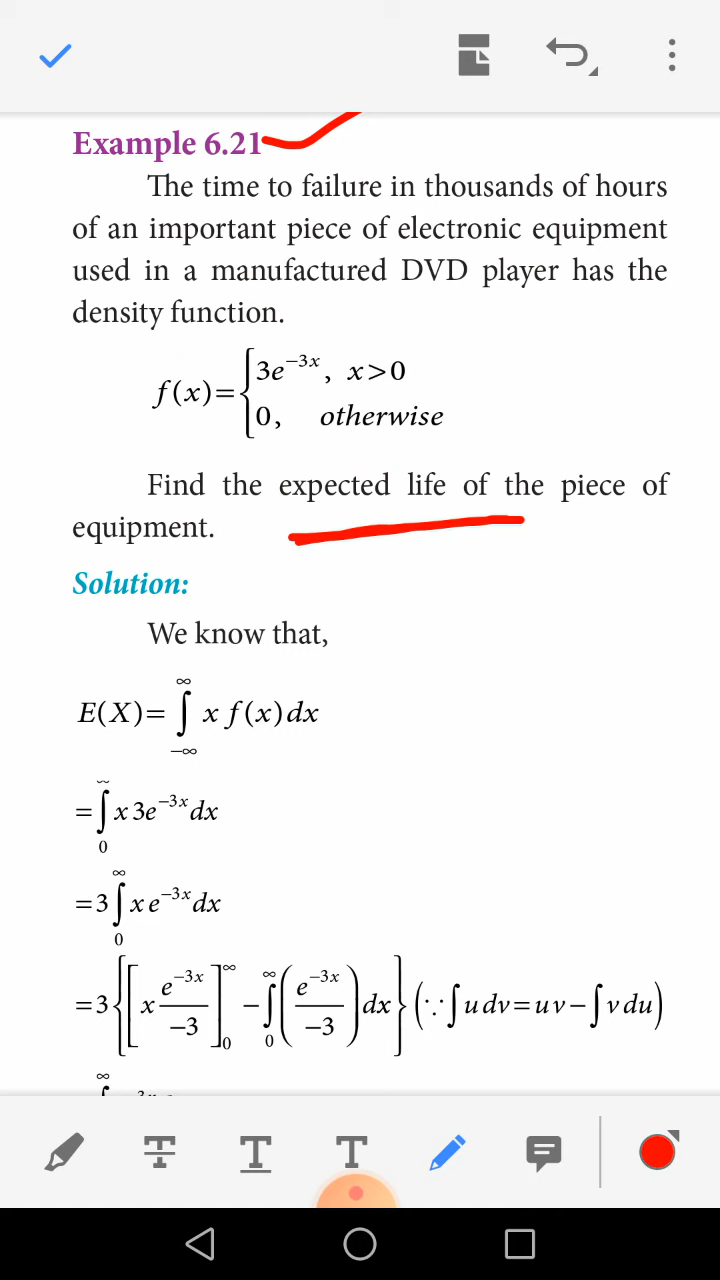 Example 6.21
The time to failure in thousands of hours
of an important piece of electronic equipment
used in a manufactured DVD player has the
density function.
f(x)={3e⁻³ˣ, x>0
0, otherwise
Find the expected life of the piece of
equipment.
Solution:
We know that,
E(X)= ∫_{−∞}^{∞} x f(x) dx
= ∫_{0}^{∞} x 3e⁻³ˣ dx
=3 ∫_{0}^{∞} x e⁻³ˣ dx
=3{[x e⁻³ˣ/−3]_{0}^{∞} − ∫_{0}^{∞} (e⁻³ˣ/−3) dx} (∵∫u dv=uv−∫v du)
T T T